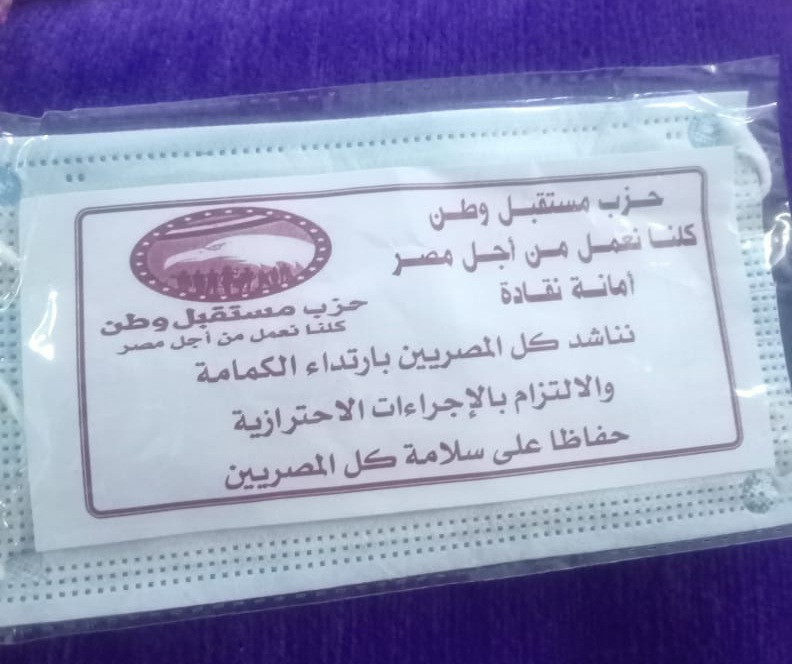 حزب مستقبل وطن
كلنا نعمل من أجل مصر
أمانة نقادة
حزب مستقبل وطن
كلنا نعمل من أجل مصر
نناشد كل المصريين بارتداء الكمامة
والالتزام بالإجراءات الاحترازية
حفاظا على سلامة كل المصريين